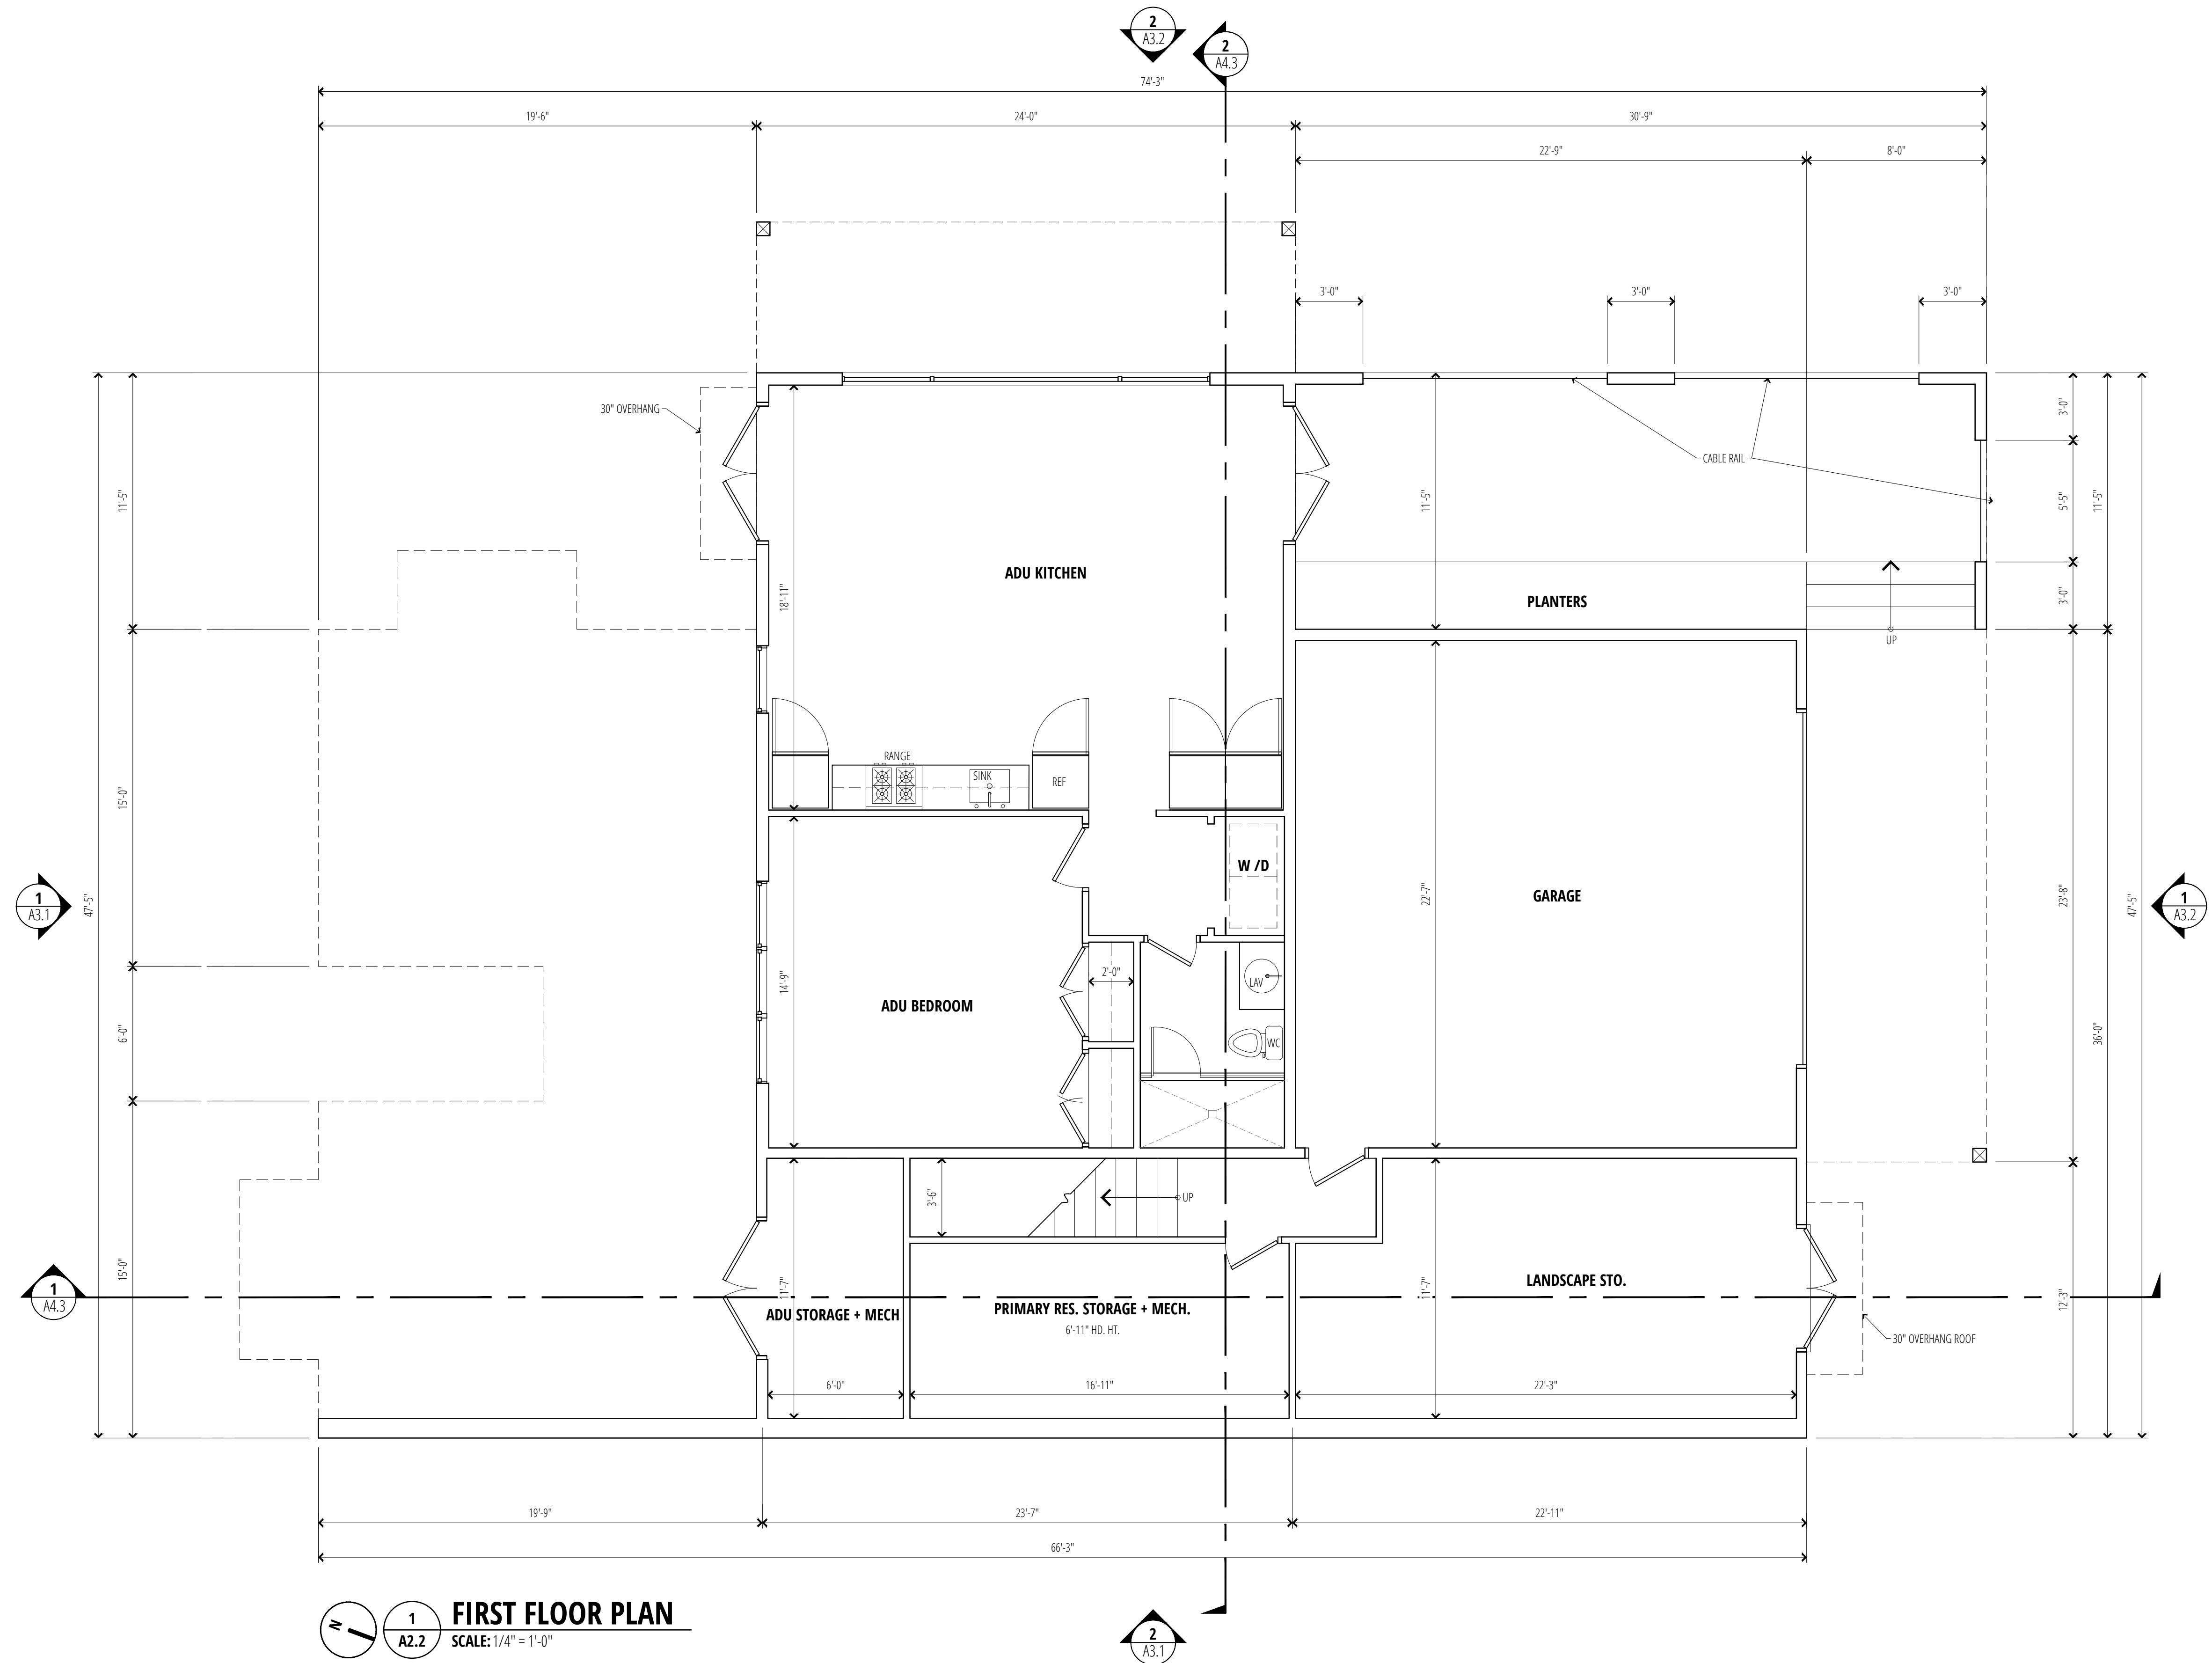 2
A3.2
2
A4.3
74'-3"
19'-6"
24'-0"
30'-9"
22'-9"
8'-0"
3'-0"
3'-0"
3'-0"
30" OVERHANG
CABLE RAIL
11'-5"
18'-11"
11'-5"
3'-0"
5'-5"
11'-5"
3'-0"
ADU KITCHEN
PLANTERS
UP
RANGE
SINK
REF
15'-0"
W /D
GARAGE
22'-7"
23'-8"
47'-5"
1
A3.1
47'-5"
1
A3.2
14'-9"
2'-0"
LAV
ADU BEDROOM
6'-0"
WC
36'-0"
3'-6"
UP
15'-0"
1
A4.3
11'-7"
11'-7"
12'-3"
LANDSCAPE STO.
ADU STORAGE + MECH
PRIMARY RES. STORAGE + MECH.
6'-11" HD. HT.
30" OVERHANG ROOF
6'-0"
16'-11"
22'-3"
19'-9"
23'-7"
22'-11"
66'-3"
N
1
A2.2
FIRST FLOOR PLAN
SCALE: 1/4" = 1'-0"
2
A3.1